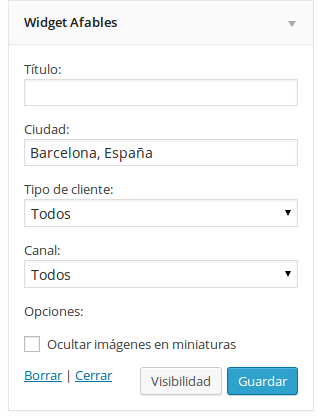 Widget Afables
Título:
Ciudad:
Barcelona, España
Tipo de cliente:
Todos
Canal:
Todos
Opciones:
Ocultar imágenes en miniaturas
Borrar | Cerrar Visibilidad Guardar